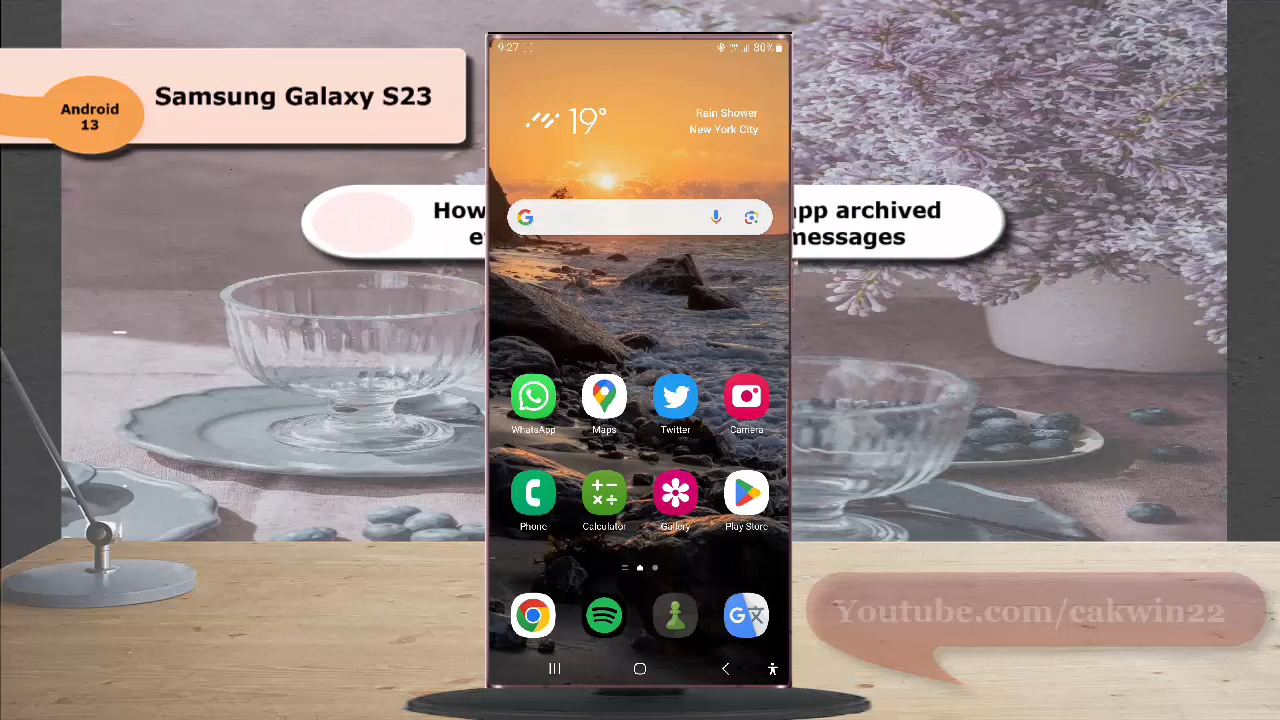 Samsung Galaxy S23
Android
13
9:27
80%
19°
Rain Shower
New York City
How
app archived
messages
WhatsApp
Maps
Twitter
Camera
Phone
Calculator
Gallery
Play Store
Youtube.com/cakwin22